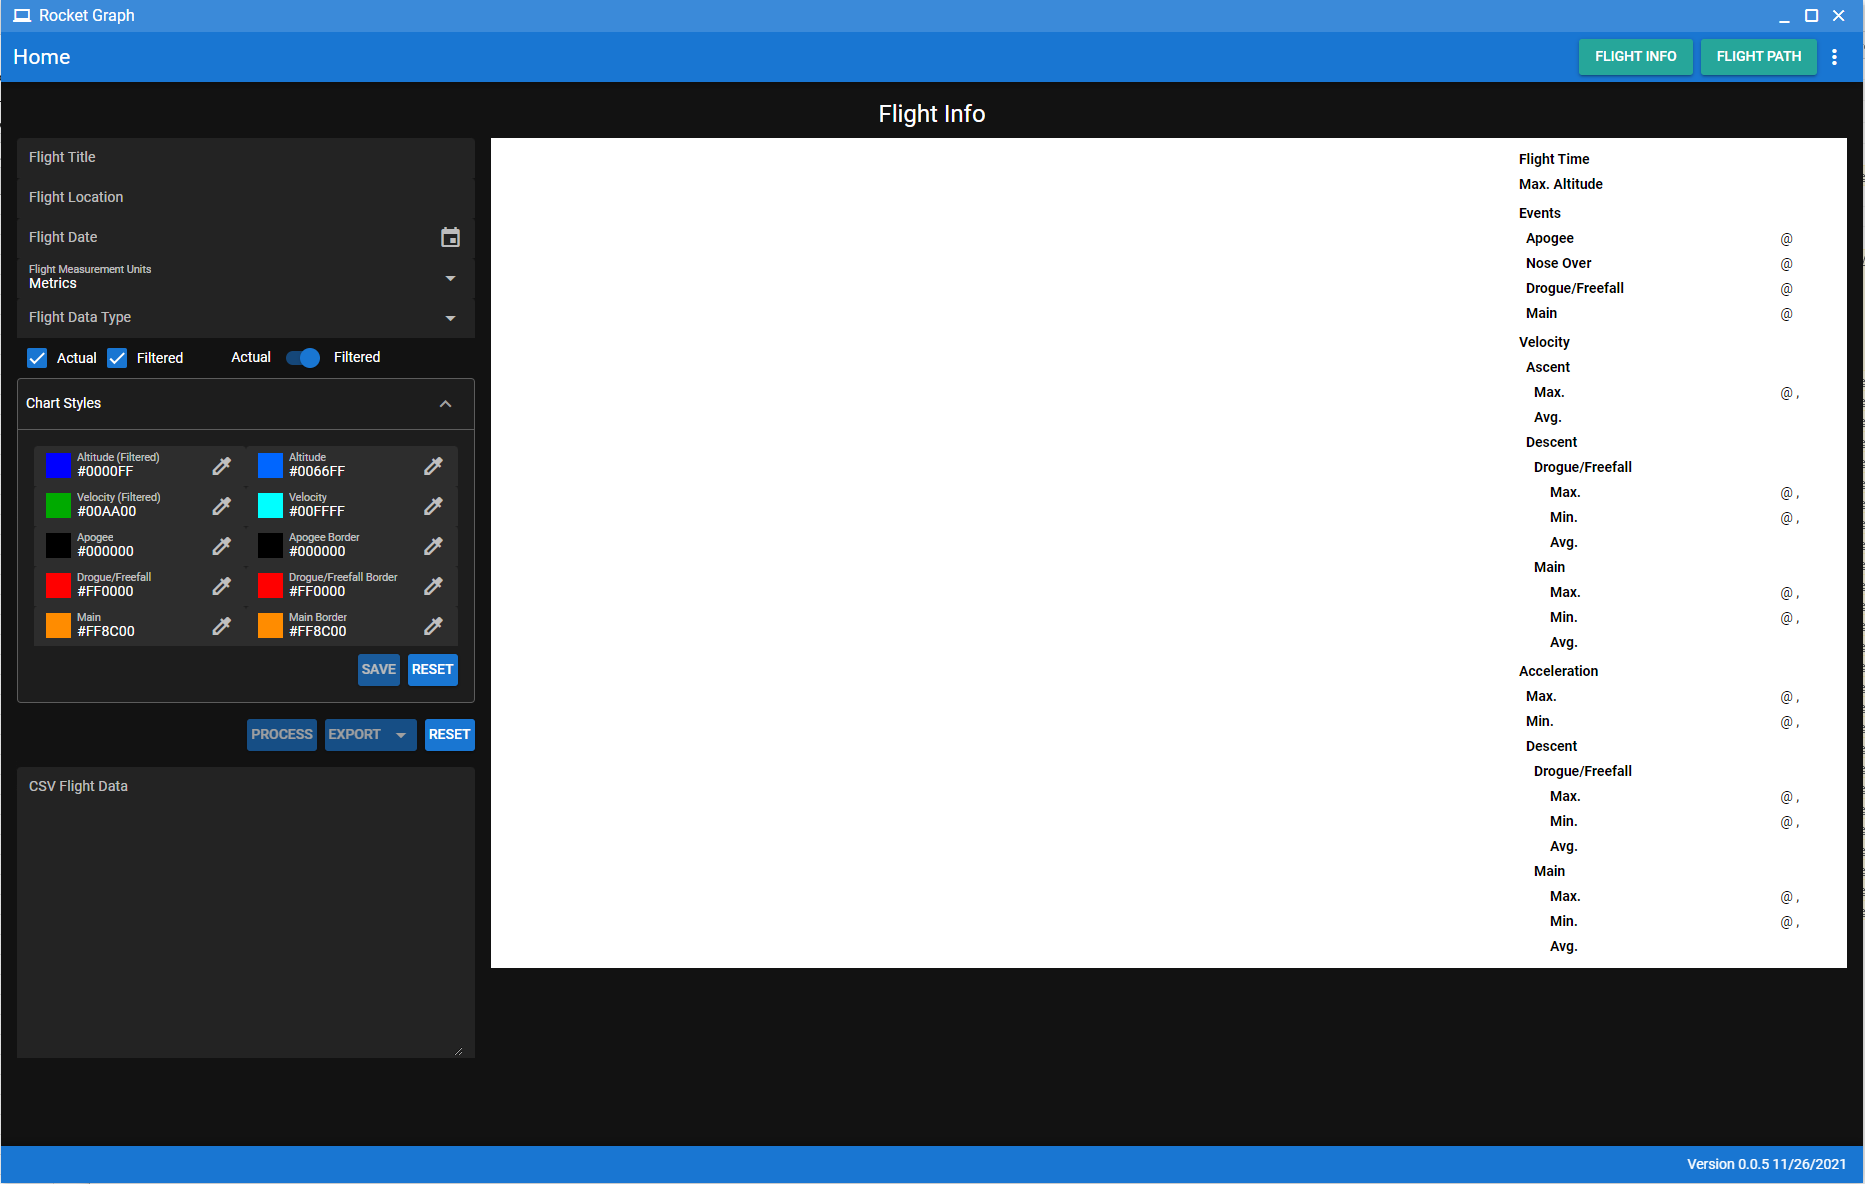 Rocket Graph
Home
FLIGHT INFO
FLIGHT PATH
Flight Info
Flight Title
Flight Location
Flight Date
Flight Measurement Units
Metrics
Flight Data Type
Actual
Filtered
Actual
Filtered
Chart Styles
Altitude (Filtered)
#0000FF
Altitude
#0066FF
Velocity (Filtered)
#00AA00
Velocity
#00FFFF
Apogee
#000000
Apogee Border
#000000
Drogue/Freefall
#FF0000
Drogue/Freefall Border
#FF0000
Main
#FF8C00
Main Border
#FF8C00
SAVE
RESET
PROCESS
EXPORT
RESET
CSV Flight Data
Flight Time
Max. Altitude
Events
Apogee @
Nose Over @
Drogue/Freefall @
Main @
Velocity
Ascent
Max. @ ,
Avg.
Descent
Drogue/Freefall
Max. @ ,
Min. @ ,
Avg.
Main
Max. @ ,
Min. @ ,
Avg.
Acceleration
Max. @ ,
Min. @ ,
Descent
Drogue/Freefall
Max. @ ,
Min. @ ,
Avg.
Main
Max. @ ,
Min. @ ,
Avg.
Version 0.0.5 11/26/2021